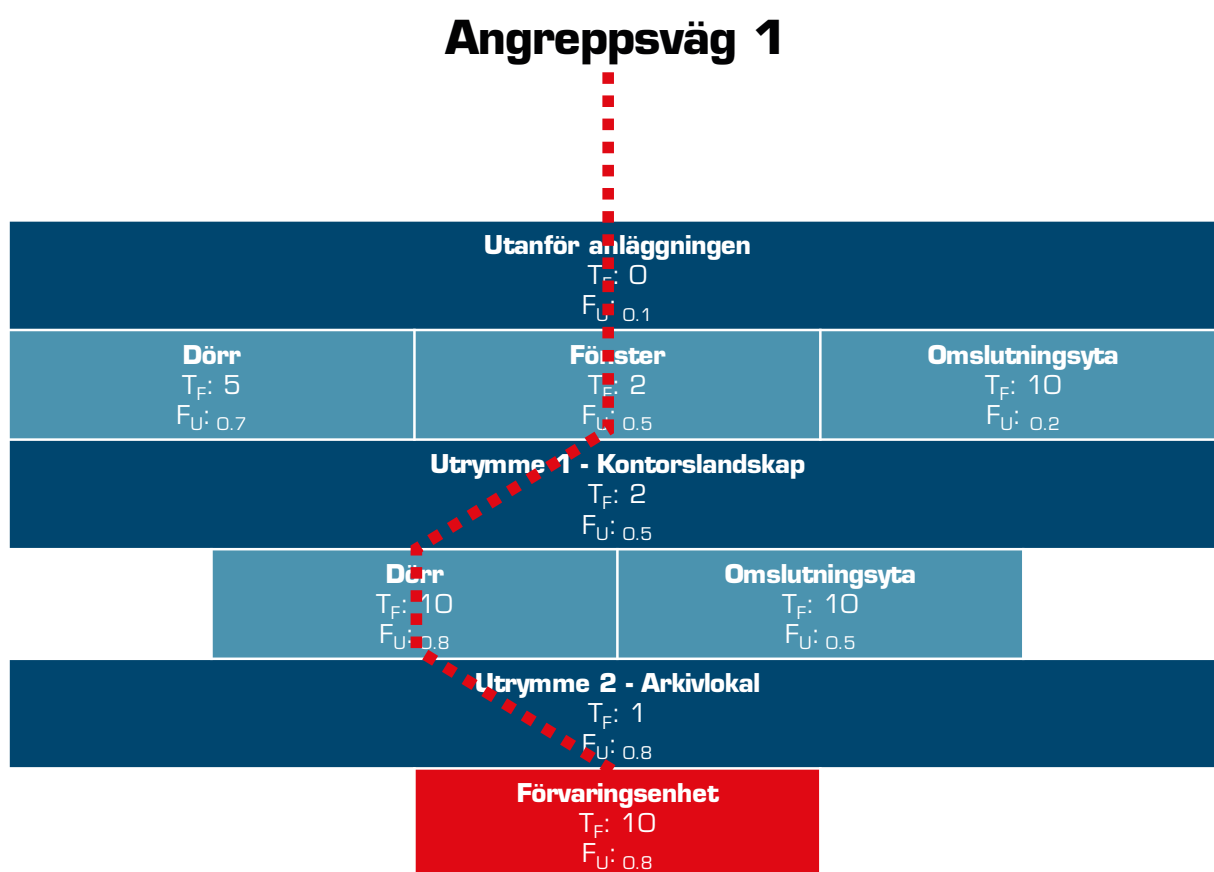 Angreppsväg 1
Utanför anläggningen
TF: 0
FU: 0.1
Dörr
TF: 5
FU: 0.7
Fönster
TF: 2
FU: 0.5
Omslutningsyta
TF: 10
FU: 0.2
Utrymme 1 - Kontorslandskap
TF: 2
FU: 0.5
Dörr
TF: 10
FU: 0.8
Omslutningsyta
TF: 10
FU: 0.5
Utrymme 2 - Arkivlokal
TF: 1
FU: 0.8
Förvaringsenhet
TF: 10
FU: 0.8